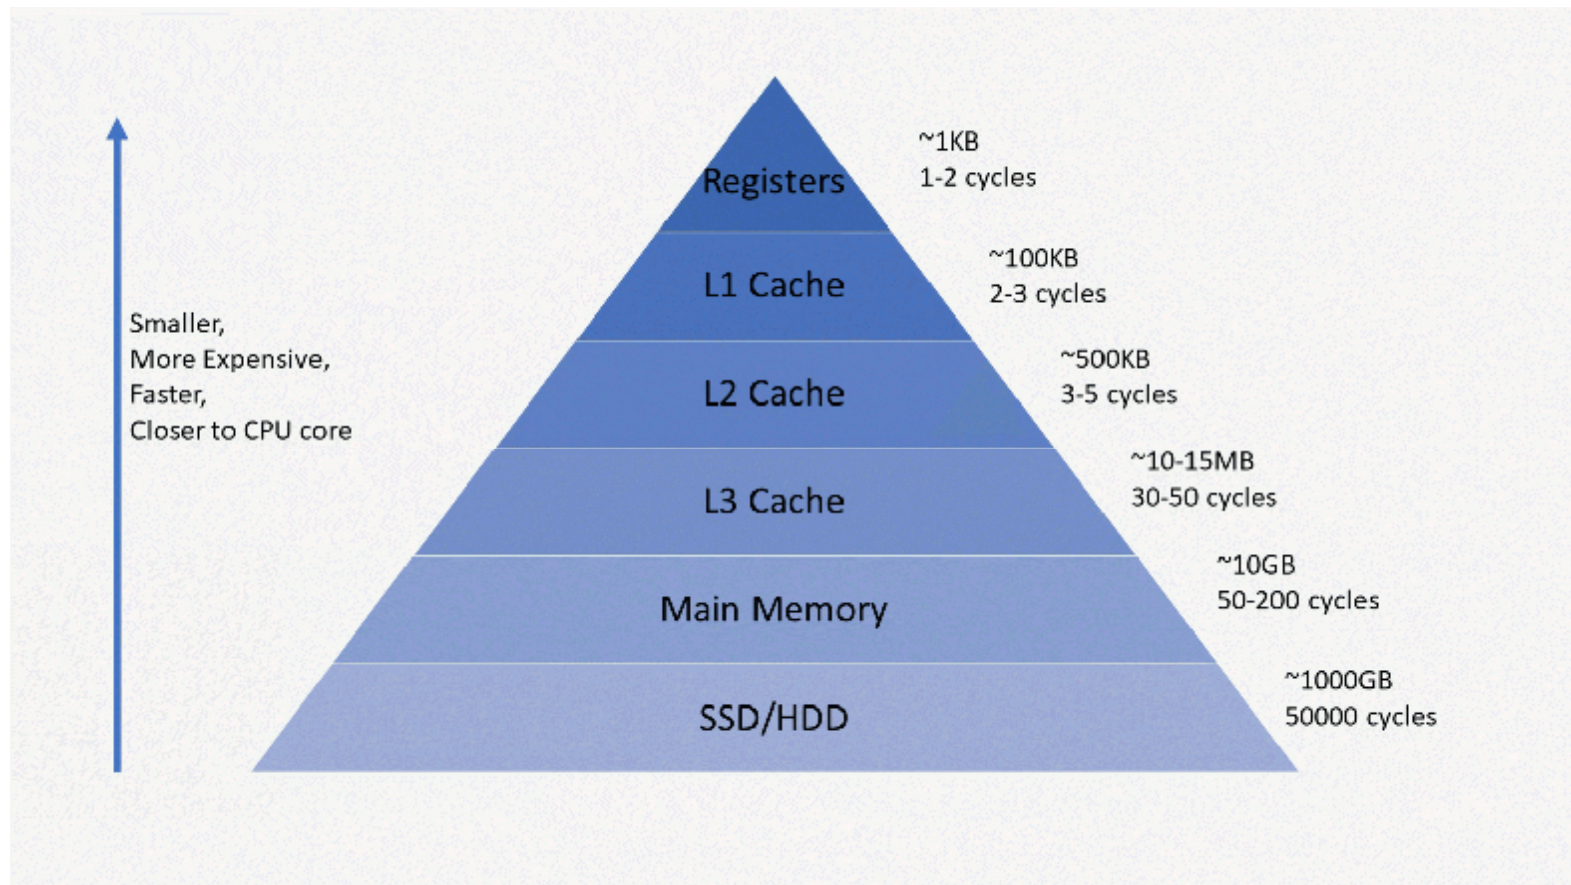 Registers
~1KB
1-2 cycles
L1 Cache
~100KB
2-3 cycles
Smaller,
More Expensive,
Faster,
Closer to CPU core
L2 Cache
~500KB
3-5 cycles
L3 Cache
~10-15MB
30-50 cycles
Main Memory
~10GB
50-200 cycles
SSD/HDD
~1000GB
50000 cycles